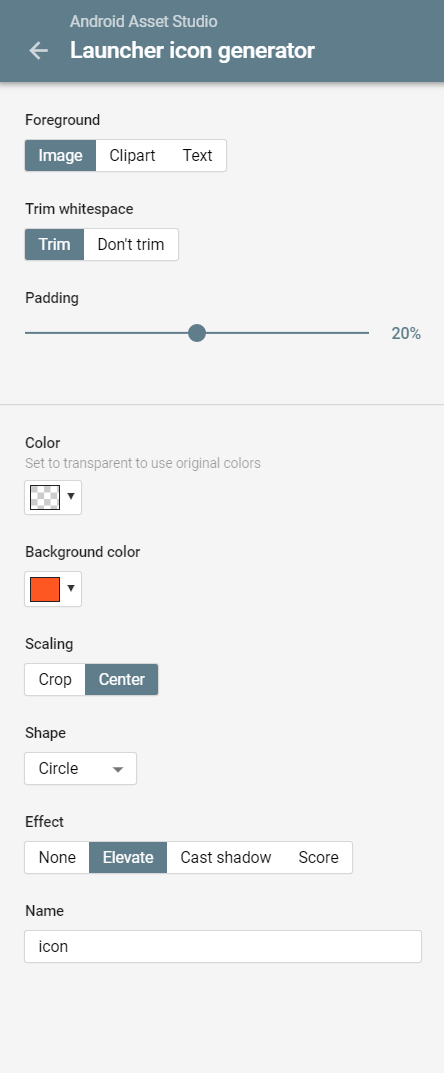 Android Asset Studio
Launcher icon generator
Foreground
Image Clipart Text
Trim whitespace
Trim Don't trim
Padding
20%
Color
Set to transparent to use original colors
Background color
Scaling
Crop Center
Shape
Circle
Effect
None Elevate Cast shadow Score
Name
icon